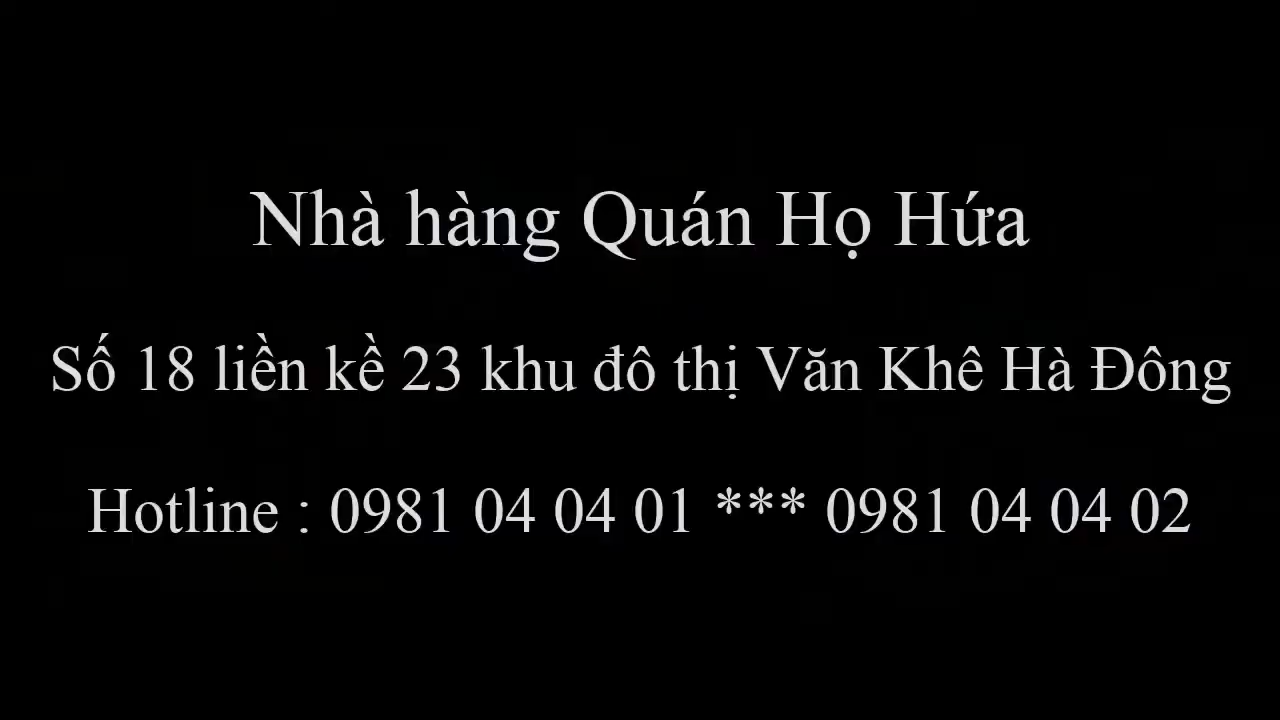 Nhà hàng Quán Họ Hứa
Số 18 liền kề 23 khu đô thị Văn Khê Hà Đông
Hotline : 0981 04 04 01 *** 0981 04 04 02